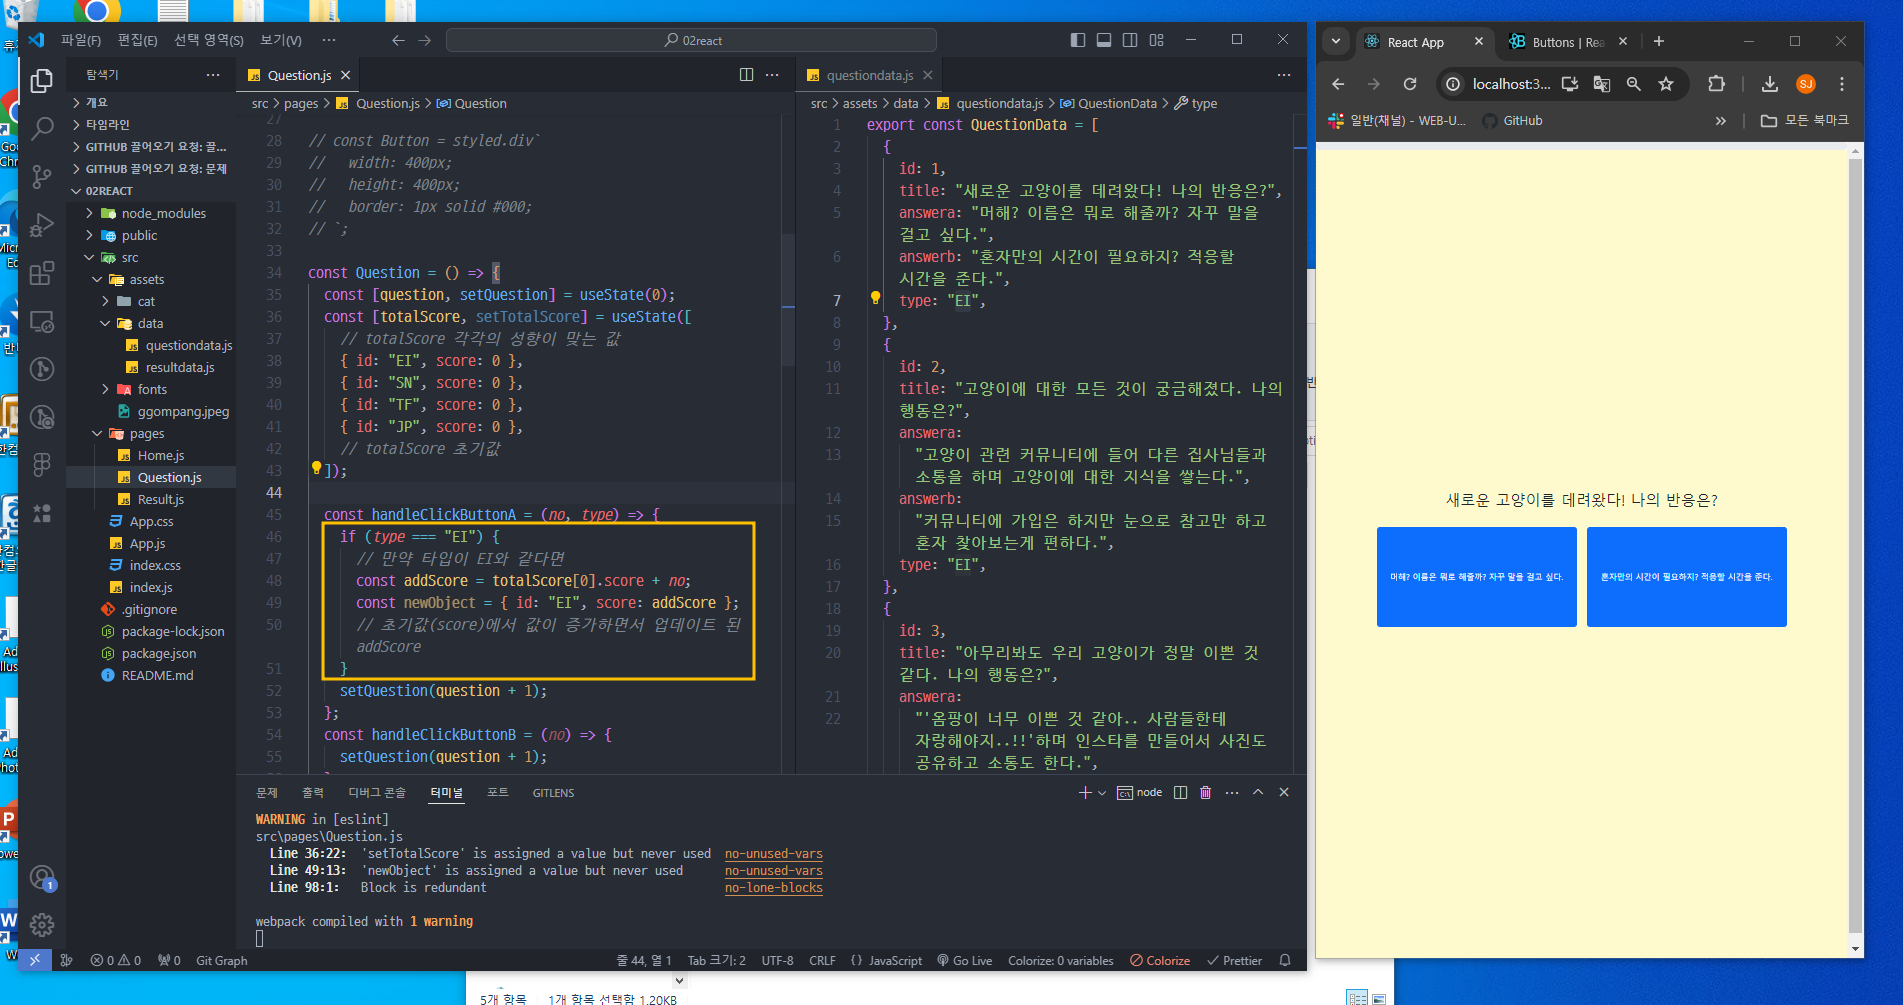 파일(F) 편집(E) 선택 영역(S) 보기(V) ···
02react
탐색기
개요
타임라인
GITHUB 끌어오기 요청: 끌...
GITHUB 끌어오기 요청: 문제
02REACT
node_modules
public
src
assets
cat
data
questiondata.js
resultdata.js
fonts
ggompang.jpeg
pages
Home.js
Question.js
Result.js
App.css
App.js
index.css
index.js
.gitignore
package-lock.json
package.json
README.md
Question.js
src > pages > Question.js > Question
27
28 // const Button = styled.div`
29 //   width: 400px;
30 //   height: 400px;
31 //   border: 1px solid #000;
32 // `;
33
34 const Question = () => {
35   const [question, setQuestion] = useState(0);
36   const [totalScore, setTotalScore] = useState([
37     // totalScore 각각의 성향이 맞는 값
38     { id: "EI", score: 0 },
39     { id: "SN", score: 0 },
40     { id: "TF", score: 0 },
41     { id: "JP", score: 0 },
42     // totalScore 초기값
43   ]);
44
45   const handleClickButtonA = (no, type) => {
46     if (type === "EI") {
47       // 만약 타입이 EI와 같다면
48       const addScore = totalScore[0].score + no;
49       const newObject = { id: "EI", score: addScore };
50       // 초기값(score)에서 값이 증가하면서 업데이트 된
addScore
51     }
52     setQuestion(question + 1);
53   };
54   const handleClickButtonB = (no) => {
55     setQuestion(question + 1);
questiondata.js
src > assets > data > questiondata.js > QuestionData > type
1 export const QuestionData = [
2   {
3     id: 1,
4     title: "새로운 고양이를 데려왔다! 나의 반응은?",
5     answera: "머해? 이름은 뭐로 해줄까? 자꾸 말을
걸고 싶다.",
6     answerb: "혼자만의 시간이 필요하지? 적응할
시간을 준다.",
7     type: "EI",
8   },
9   {
10     id: 2,
11     title: "고양이에 대한 모든 것이 궁금해졌다. 나의
행동은?",
12     answera:
13       "고양이 관련 커뮤니티에 들어 다른 집사님들과
소통을 하며 고양이에 대한 지식을 쌓는다.",
14     answerb:
15       "커뮤니티에 가입은 하지만 눈으로 참고만 하고
혼자 찾아보는게 편하다.",
16     type: "EI",
17   },
18   {
19     id: 3,
20     title: "아무리봐도 우리 고양이가 정말 이쁜 것
같다. 나의 행동은?",
21     answera:
22       "'옴팡이 너무 이쁜 것 같아.. 사람들한테
자랑해야지..!!'하며 인스타를 만들어서 사진도
공유하고 소통도 한다.",
문제 출력 디버그 콘솔 터미널 포트 GITLENS
node
WARNING in [eslint]
src\pages\Question.js
Line 36:22:  'setTotalScore' is assigned a value but never used  no-unused-vars
Line 49:13:  'newObject' is assigned a value but never used  no-unused-vars
Line 98:1:  Block is redundant  no-lone-blocks
webpack compiled with 1 warning
1
0 0 0 Git Graph
줄 44, 열 1 Tab 크기: 2 UTF-8 CRLF {} JavaScript Go Live Colorize: 0 variables Colorize Prettier
React App
Buttons | Rea
localhost:3...
SJ
일반(채널) - WEB-U... GitHub » 모든 북마크
새로운 고양이를 데려왔다! 나의 반응은?
머해? 이름은 뭐로 해줄까? 자꾸 말을 걸고 싶다.
혼자만의 시간이 필요하지? 적응할 시간을 준다.
5개 항목 1개 항목 선택함 1.20KB